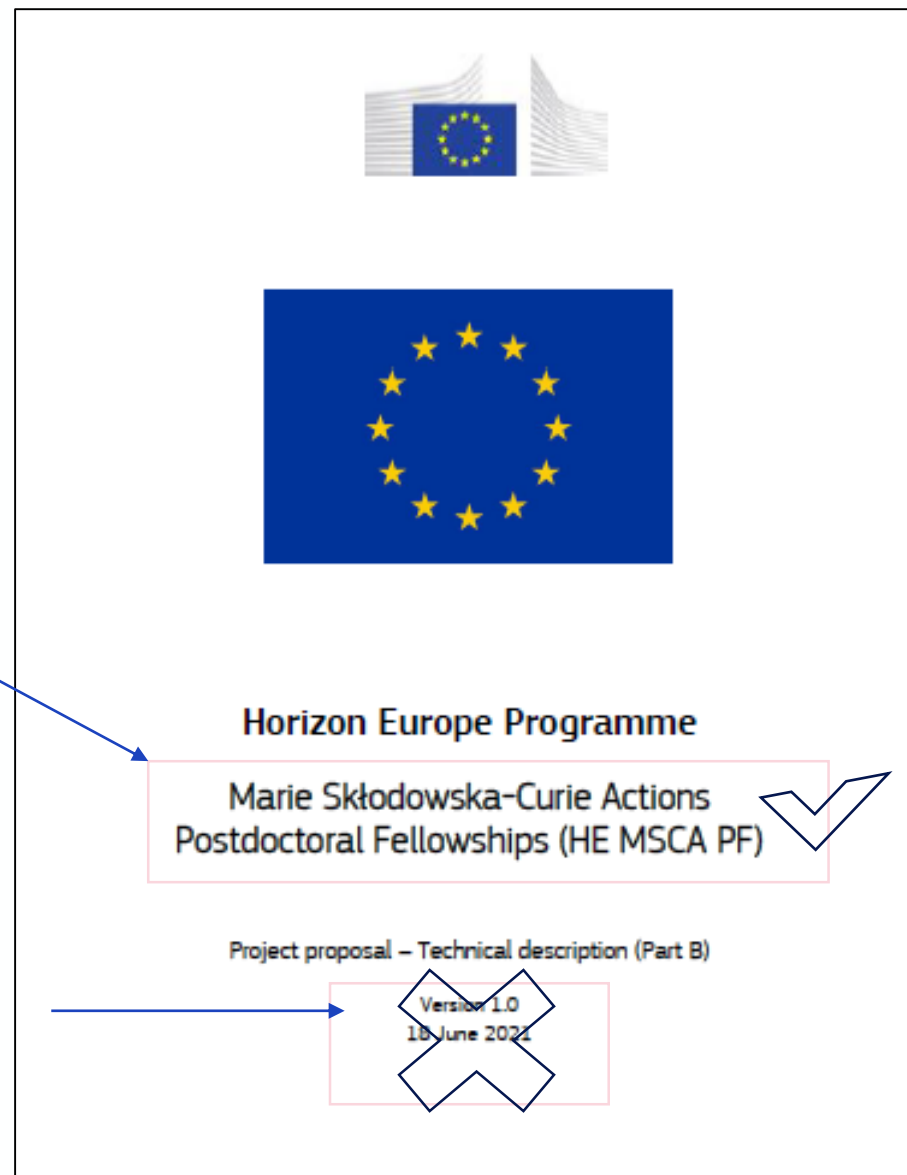 Horizon Europe Programme
Marie Skłodowska-Curie Actions
Postdoctoral Fellowships (HE MSCA PF)
Project proposal – Technical description (Part B)
Version 1.0
18 June 2021